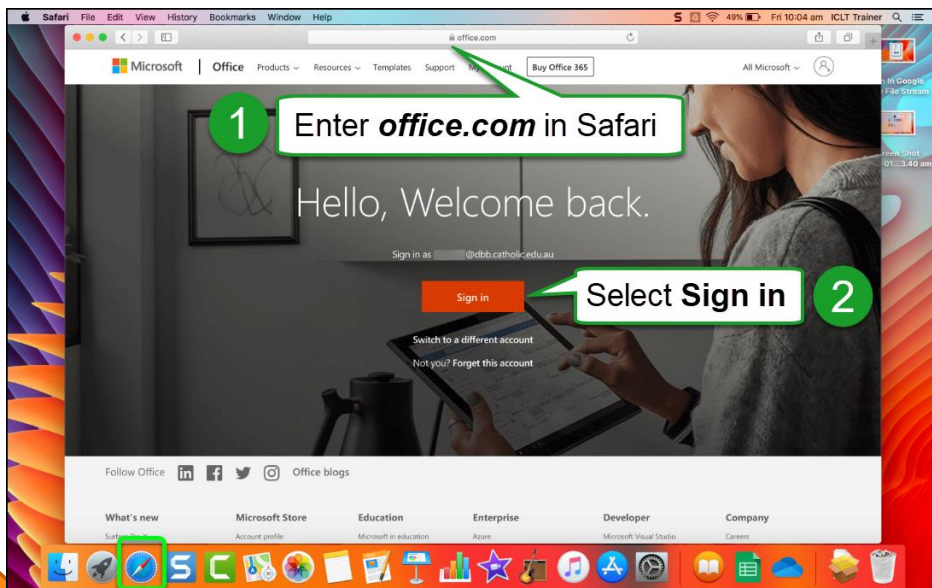 Safari File Edit View History Bookmarks Window Help
49% Fri 10:04 am ICLT Trainer
office.com
Microsoft Office Products Resources Templates Support Buy Office 365 All Microsoft
1 Enter office.com in Safari
Hello, Welcome back.
Sign in as @dbb.catholic.edu.au
Sign in
Select Sign in 2
Switch to a different account
Not you? Forget this account
Follow Office in f Office blogs
What's new Microsoft Store Education Enterprise Developer Company
Account profile Microsoft in education Azure Microsoft Visual Studio Careers